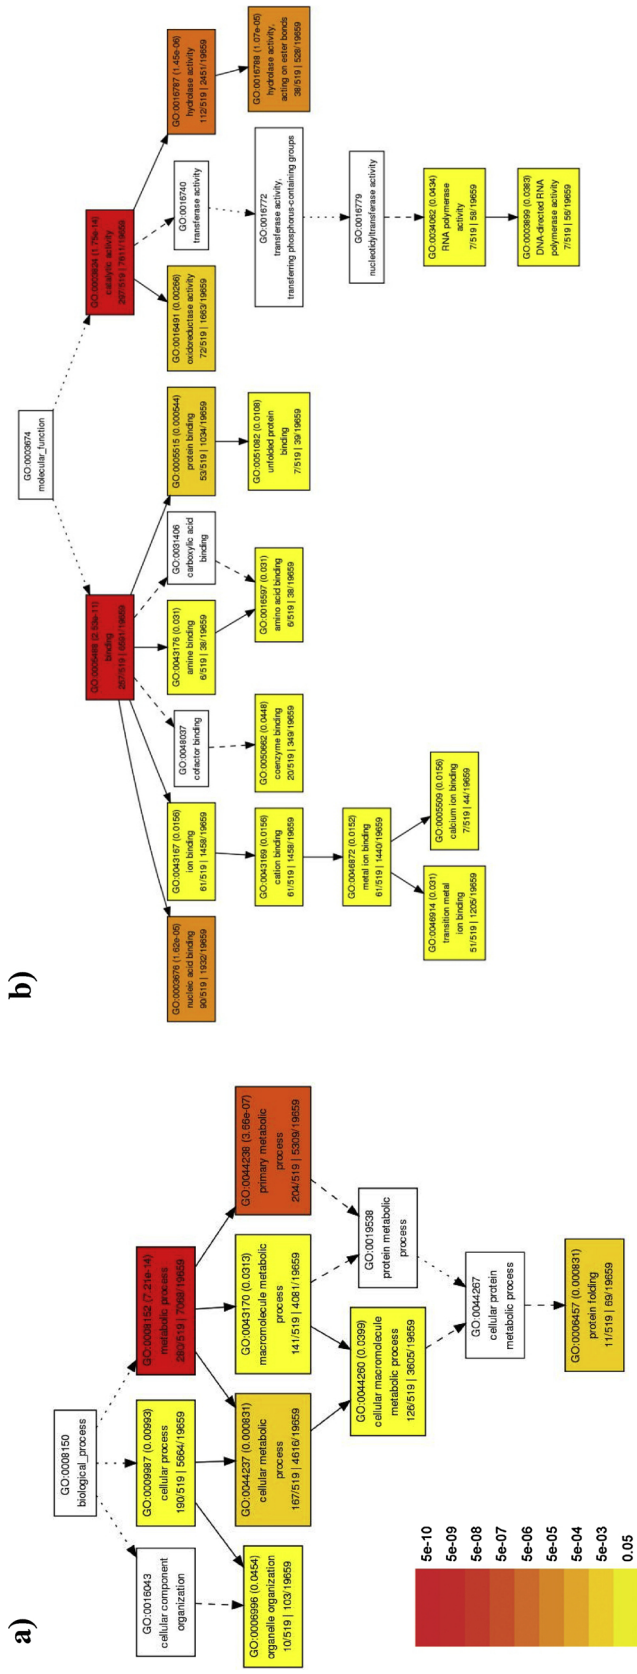 a)
GO:0008150
biological_process
GO:0016043
cellular component
organization
GO:0009987 (0.00993)
cellular process
190/519 | 5664/19659
GO:0008152 (7.21e-14)
metabolic process
280/519 | 7068/19659
GO:0006996 (0.0454)
organelle organization
10/519 | 103/19659
GO:0044237 (0.000831)
cellular metabolic
process
167/519 | 4616/19659
GO:0043170 (0.0313)
macromolecule metabolic
process
141/519 | 4081/19659
GO:0044238 (3.66e-07)
primary metabolic
process
204/519 | 5309/19659
GO:0044260 (0.0399)
cellular macromolecule
metabolic process
126/519 | 3605/19659
GO:0019538
protein metabolic
process
GO:0044267
cellular protein
metabolic process
GO:0006457 (0.000831)
protein folding
11/519 | 69/19659
5e-10
5e-09
5e-08
5e-07
5e-06
5e-05
5e-04
5e-03
0.05
b)
GO:0003674
molecular_function
GO:0005488 (2.53e-11)
binding
267/519 | 6591/19659
GO:0003824 (1.75e-14)
catalytic activity
297/519 | 7611/19659
GO:0003676 (1.62e-05)
nucleic acid binding
90/519 | 1932/19659
GO:0043167 (0.0156)
ion binding
61/519 | 1458/19659
GO:0048037
cofactor binding
GO:0043176 (0.031)
amine binding
6/519 | 38/19659
GO:0031406
carboxylic acid
binding
GO:0005515 (0.000544)
protein binding
53/519 | 1034/19659
GO:0016491 (0.00266)
oxidoreductase activity
72/519 | 1663/19659
GO:0016740
transferase activity
GO:0016787 (1.45e-06)
hydrolase activity
112/519 | 2451/19659
GO:0043169 (0.0156)
cation binding
61/519 | 1458/19659
GO:0050662 (0.0448)
coenzyme binding
20/519 | 349/19659
GO:0016597 (0.031)
amino acid binding
6/519 | 38/19659
GO:0051082 (0.0108)
unfolded protein
binding
7/519 | 39/19659
GO:0016772
transferase activity,
transferring phosphorus-containing groups
GO:0016788 (1.07e-05)
hydrolase activity,
acting on ester bonds
38/519 | 528/19659
GO:0046872 (0.0152)
metal ion binding
61/519 | 1440/19659
GO:0016779
nucleotidyltransferase activity
GO:0046914 (0.031)
transition metal
ion binding
51/519 | 1205/19659
GO:0005509 (0.0156)
calcium ion binding
7/519 | 44/19659
GO:0034062 (0.0434)
RNA polymerase
activity
7/519 | 58/19659
GO:0003899 (0.0383)
DNA-directed RNA
polymerase activity
7/519 | 56/19659